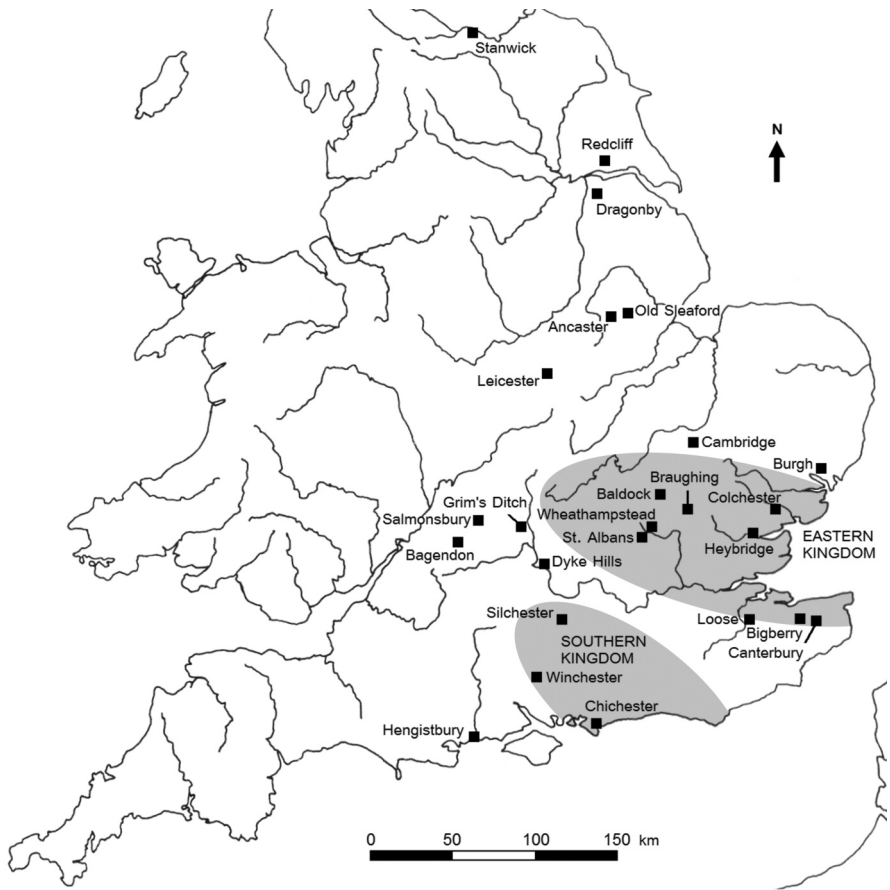 Stanwick
N
Redcliff
Dragonby
Old Sleaford
Ancaster
Leicester
Cambridge
Burgh
Braughing
Baldock
Colchester
Grim's Ditch
Salmonsbury
Wheathampstead
St. Albans
Heybridge
EASTERN
KINGDOM
Bagendon
Dyke Hills
Silchester
Loose
Bigberry
Canterbury
SOUTHERN
KINGDOM
Winchester
Chichester
Hengistbury
0 50 100 150 km